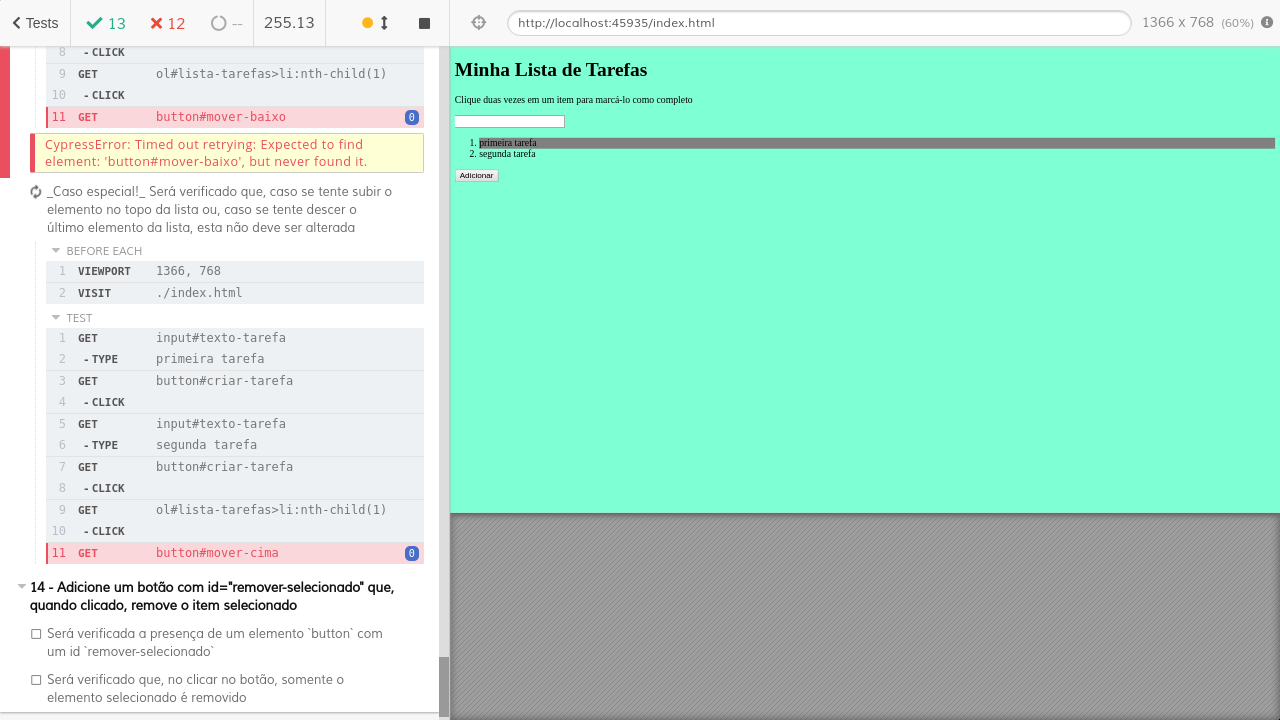 Tests 13 12 -- 255.13
8 - CLICK
9 GET ol#lista-tarefas>li:nth-child(1)
10 - CLICK
11 GET button#mover-baixo 0
CypressError: Timed out retrying: Expected to find
element: 'button#mover-baixo', but never found it.
_Caso especial!_ Será verificado que, caso se tente subir o
elemento no topo da lista ou, caso se tente descer o
último elemento da lista, esta não deve ser alterada
BEFORE EACH
1 VIEWPORT 1366, 768
2 VISIT ./index.html
TEST
1 GET input#texto-tarefa
2 - TYPE primeira tarefa
3 GET button#criar-tarefa
4 - CLICK
5 GET input#texto-tarefa
6 - TYPE segunda tarefa
7 GET button#criar-tarefa
8 - CLICK
9 GET ol#lista-tarefas>li:nth-child(1)
10 - CLICK
11 GET button#mover-cima 0
14 - Adicione um botão com id="remover-selecionado" que,
quando clicado, remove o item selecionado
Será verificada a presença de um elemento `button` com
um id `remover-selecionado`
Será verificado que, no clicar no botão, somente o
elemento selecionado é removido
http://localhost:45935/index.html 1366 x 768 (60%)
Minha Lista de Tarefas
Clique duas vezes em um item para marcá-lo como completo
1. primeira tarefa
2. segunda tarefa
Adicionar